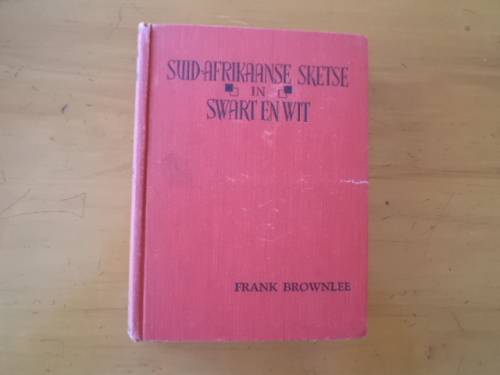 SUID-AFRIKAANSE SKETSE
IN
SWART EN WIT
FRANK BROWNLEE